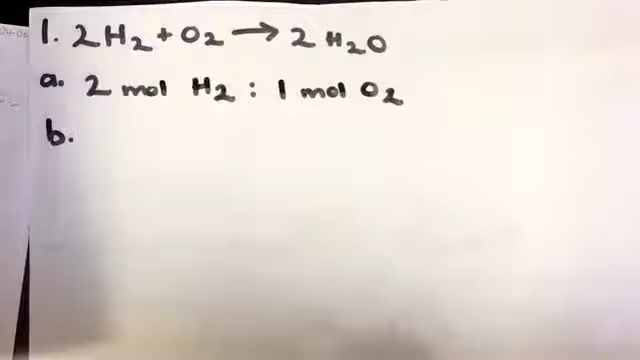 1. 2H₂ + O₂ → 2 H₂O
a. 2 mol H₂ : 1 mol O₂
b.